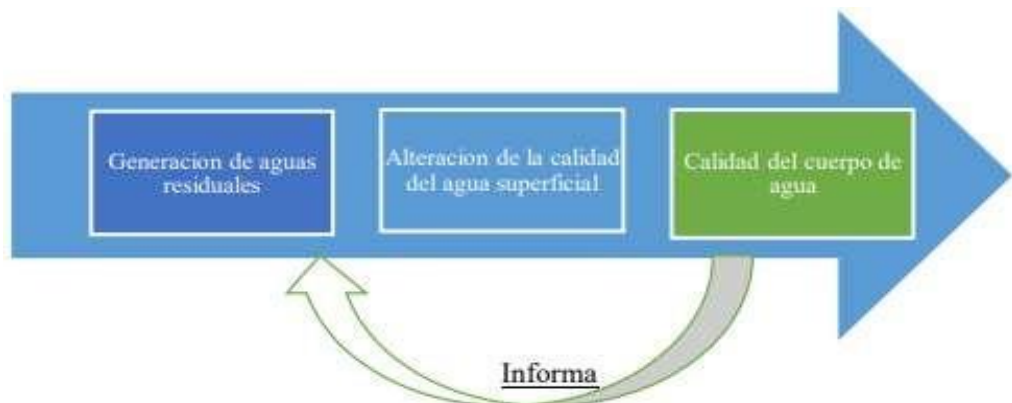 Generacion de aguas
residuales
Alteracion de la calidad
del agua superficial
Calidad del cuerpo de
agua
Informa